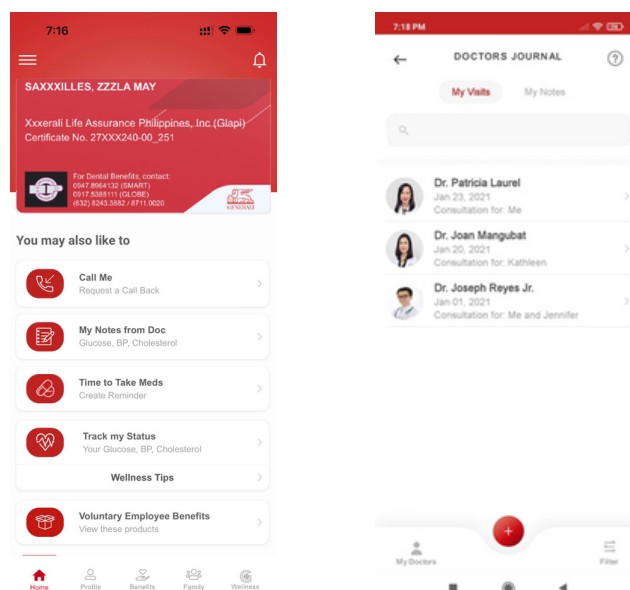 7:16
SAXXXILLES, ZZZLA MAY
Xxxerali Life Assurance Philippines, Inc.(Glapi)
Certificate No. 27XXX240-00_251
For Dental Benefits, contact:
0947.8964132 (SMART)
0917.5385111 (GLOBE)
(632) 8243.3882 / 8711.0020
GENERALI
You may also like to
Call Me
Request a Call Back
My Notes from Doc
Glucose, BP, Cholesterol
Time to Take Meds
Create Reminder
Track my Status
Your Glucose, BP, Cholesterol
Wellness Tips
Voluntary Employee Benefits
View these products
Home Profile Benefits Family Wellness
7:18 PM
DOCTORS JOURNAL
My Visits My Notes
Dr. Patricia Laurel
Jan 23, 2021
Consultation for: Me
Dr. Joan Mangubat
Jan 20, 2021
Consultation for: Kathleen
Dr. Joseph Reyes Jr.
Jan 01, 2021
Consultation for: Me and Jennifer
My Doctors Filter